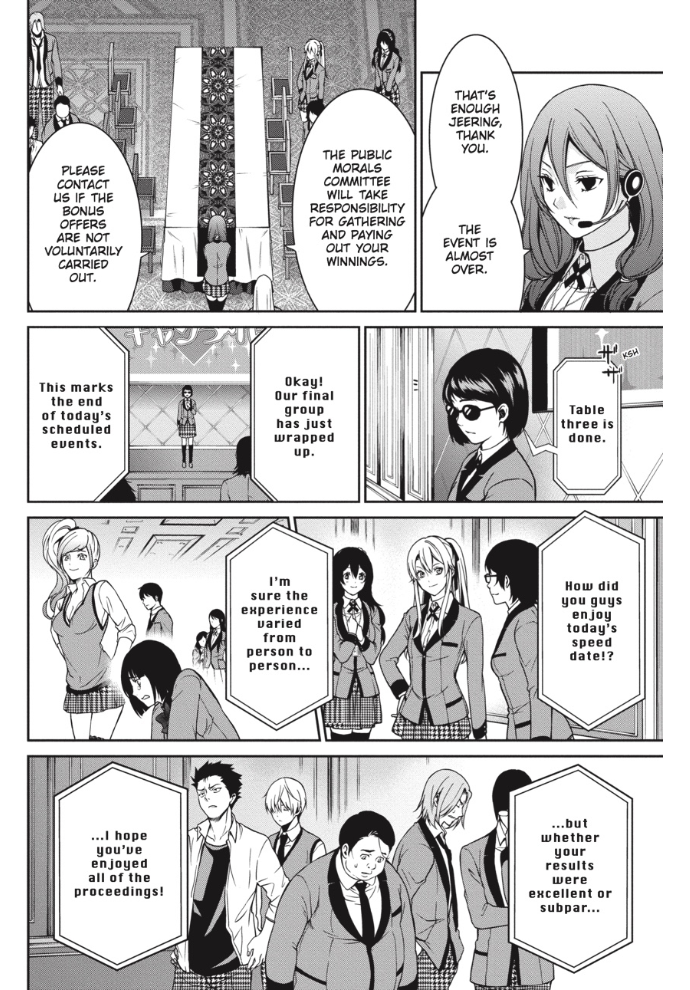 THAT'S
ENOUGH
JEERING,
THANK
YOU.
THE
EVENT IS
ALMOST
OVER.
THE PUBLIC
MORALS
COMMITTEE
WILL TAKE
RESPONSIBILITY
FOR GATHERING
AND PAYING
OUT YOUR
WINNINGS.
PLEASE
CONTACT
US IF THE
BONUS
OFFERS
ARE NOT
VOLUNTARILY
CARRIED
OUT.
KSH
Table
three is
done.
Okay!
Our final
group
has just
wrapped
up.
This marks
the end
of today's
scheduled
events.
How did
you guys
enjoy
today's
speed
date!?
I'm
sure the
experience
varied
from
person to
person...
...but
whether
your
results
were
excellent or
subpar...
...I hope
you've
enjoyed
all of the
proceedings!